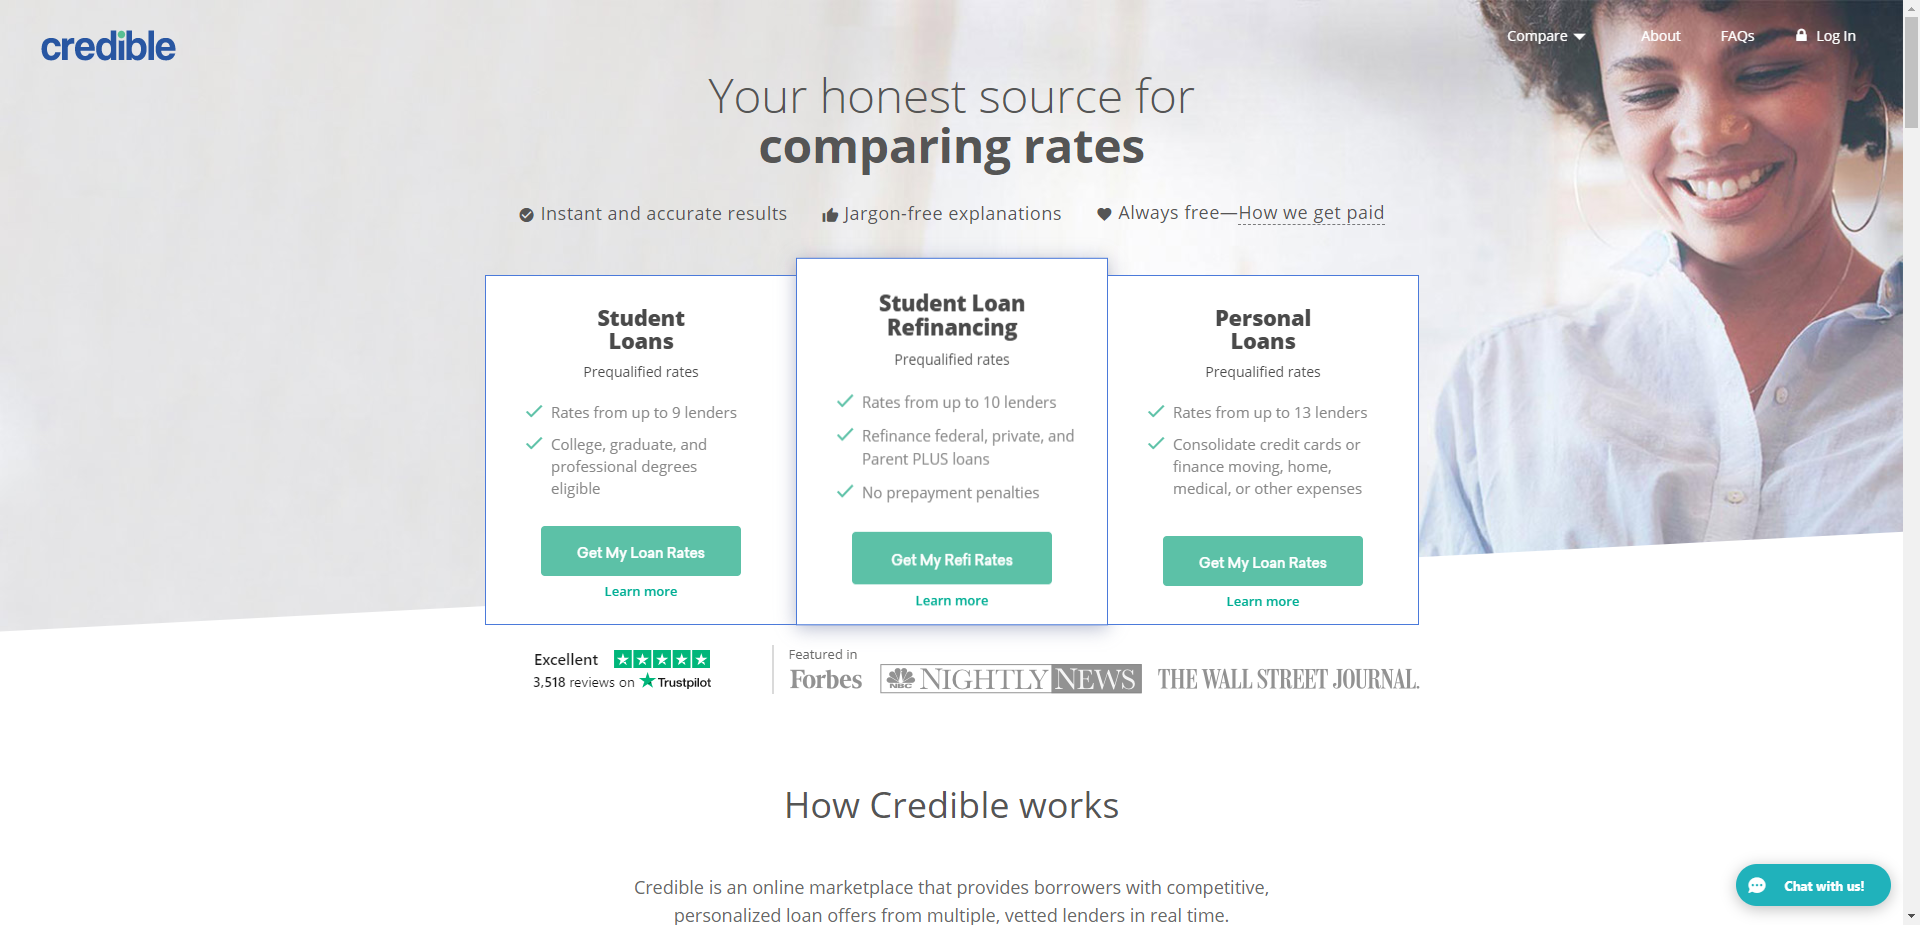 credible
Compare
About
FAQs
Log In
Your honest source for
comparing rates
Instant and accurate results
Jargon-free explanations
Always free—How we get paid
Student
Loans
Prequalified rates
Rates from up to 9 lenders
College, graduate, and
professional degrees
eligible
Get My Loan Rates
Learn more
Student Loan
Refinancing
Prequalified rates
Rates from up to 10 lenders
Refinance federal, private, and
Parent PLUS loans
No prepayment penalties
Get My Refi Rates
Learn more
Personal
Loans
Prequalified rates
Rates from up to 13 lenders
Consolidate credit cards or
finance moving, home,
medical, or other expenses
Get My Loan Rates
Learn more
Excellent
3,518 reviews on Trustpilot
Featured in
Forbes
NBC NIGHTLY NEWS
THE WALL STREET JOURNAL.
How Credible works
Credible is an online marketplace that provides borrowers with competitive,
personalized loan offers from multiple, vetted lenders in real time.
Chat with us!